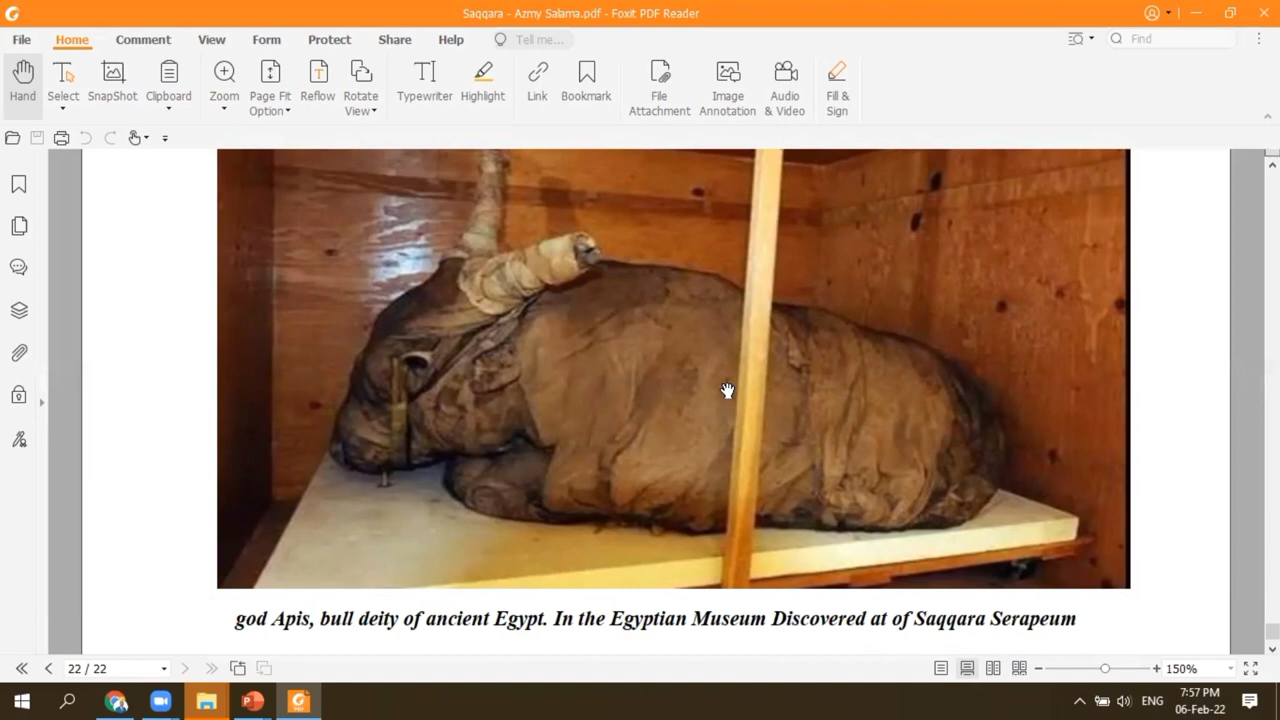 Saqqara - Azmy Salama.pdf - Foxit PDF Reader
File Home Comment View Form Protect Share Help Tell me... Find
Hand Select SnapShot Clipboard Zoom Page Fit Option Reflow Rotate View Typewriter Highlight Link Bookmark File Attachment Image Annotation Audio & Video Fill & Sign
god Apis, bull deity of ancient Egypt. In the Egyptian Museum Discovered at of Saqqara Serapeum
22 / 22 150%
ENG 7:57 PM
06-Feb-22